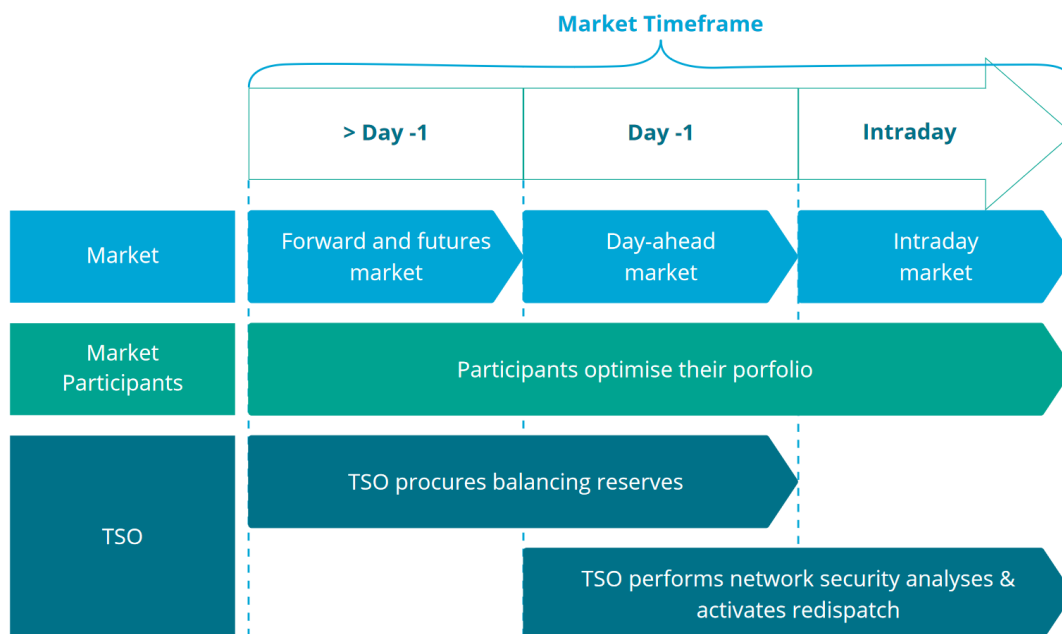 Market Timeframe
> Day -1
Day -1
Intraday
Market
Forward and futures
market
Day-ahead
market
Intraday
market
Market
Participants
Participants optimise their porfolio
TSO
TSO procures balancing reserves
TSO performs network security analyses &
activates redispatch